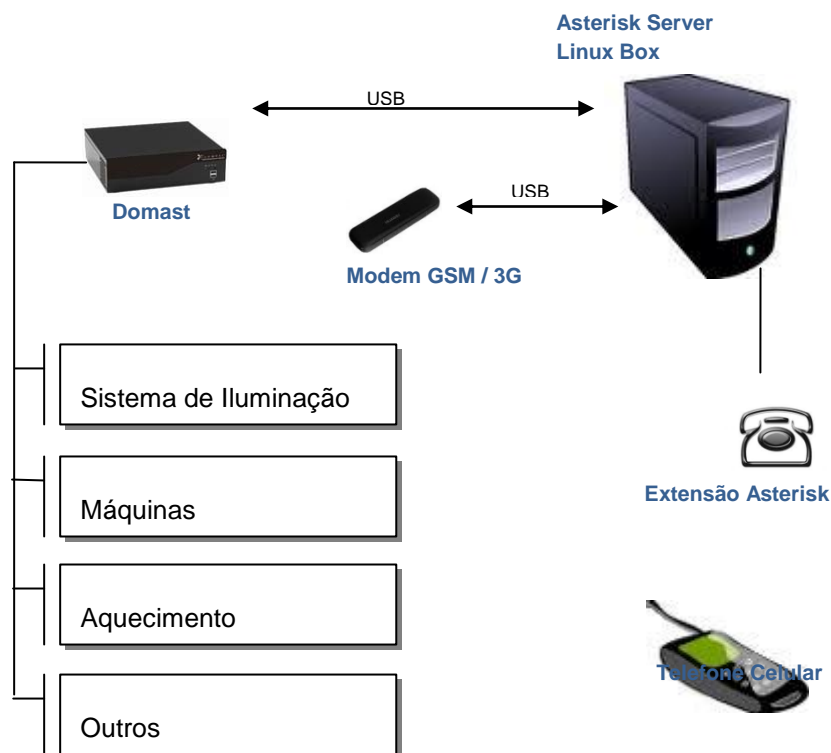 Asterisk Server
Linux Box
USB
Domast
USB
Modem GSM / 3G
Sistema de Iluminação
Máquinas
Extensão Asterisk
Aquecimento
Telefone Celular
Outros